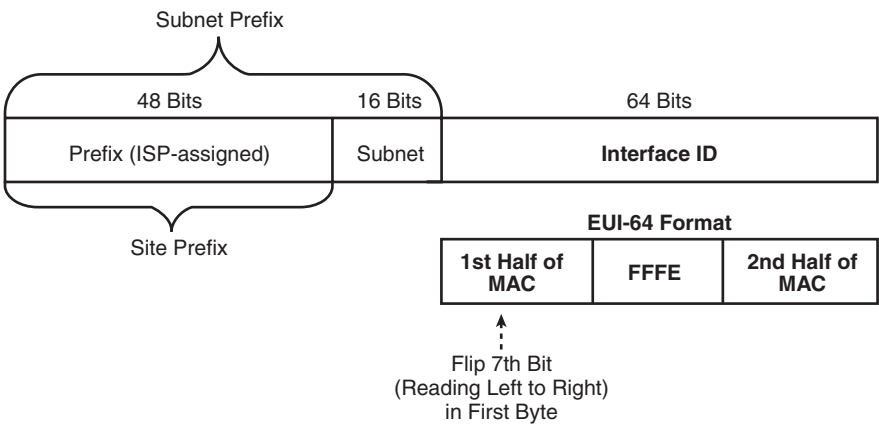 Subnet Prefix
48 Bits 16 Bits 64 Bits
Prefix (ISP-assigned) Subnet Interface ID
Site Prefix
EUI-64 Format
1st Half of
MAC
FFFE
2nd Half of
MAC
Flip 7th Bit
(Reading Left to Right)
in First Byte